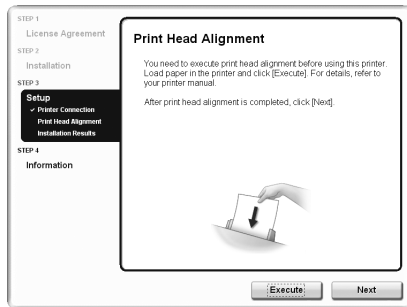 STEP 1
License Agreement
STEP 2
Installation
STEP 3
Setup
✓ Printer Connection
Print Head Alignment
Installation Results
STEP 4
Information
Print Head Alignment
You need to execute print head alignment before using this printer.
Load paper in the printer and click [Execute]. For details, refer to
your printer manual.
After print head alignment is completed, click [Next].
Execute
Next